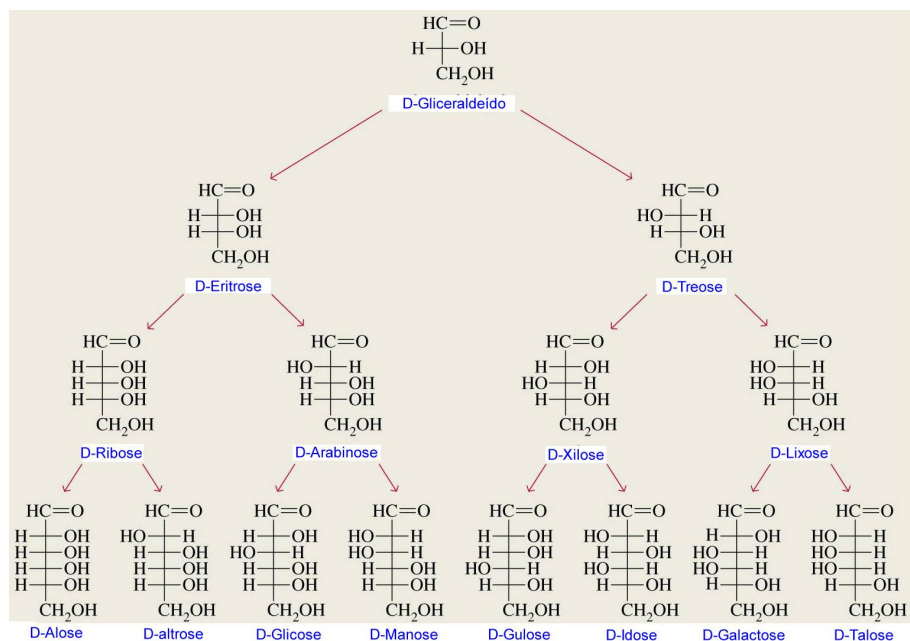 HC=O
H OH
CH2OH
D-Gliceraldeído
HC=O
H OH
H OH
CH2OH
D-Eritrose
HC=O
HO H
H OH
CH2OH
D-Treose
HC=O
H OH
H OH
H OH
CH2OH
D-Ribose
HC=O
HO H
H OH
H OH
CH2OH
D-Arabinose
HC=O
H OH
HO H
H OH
CH2OH
D-Xilose
HC=O
HO H
HO H
H OH
CH2OH
D-Lixose
HC=O
H OH
H OH
H OH
H OH
CH2OH
D-Alose
HC=O
HO H
H OH
H OH
H OH
CH2OH
D-altrose
HC=O
H OH
HO H
H OH
H OH
CH2OH
D-Glicose
HC=O
HO H
HO H
H OH
H OH
CH2OH
D-Manose
HC=O
H OH
H OH
HO H
H OH
CH2OH
D-Gulose
HC=O
HO H
H OH
HO H
H OH
CH2OH
D-Idose
HC=O
H OH
HO H
HO H
H OH
CH2OH
D-Galactose
HC=O
HO H
HO H
HO H
H OH
CH2OH
D-Talose